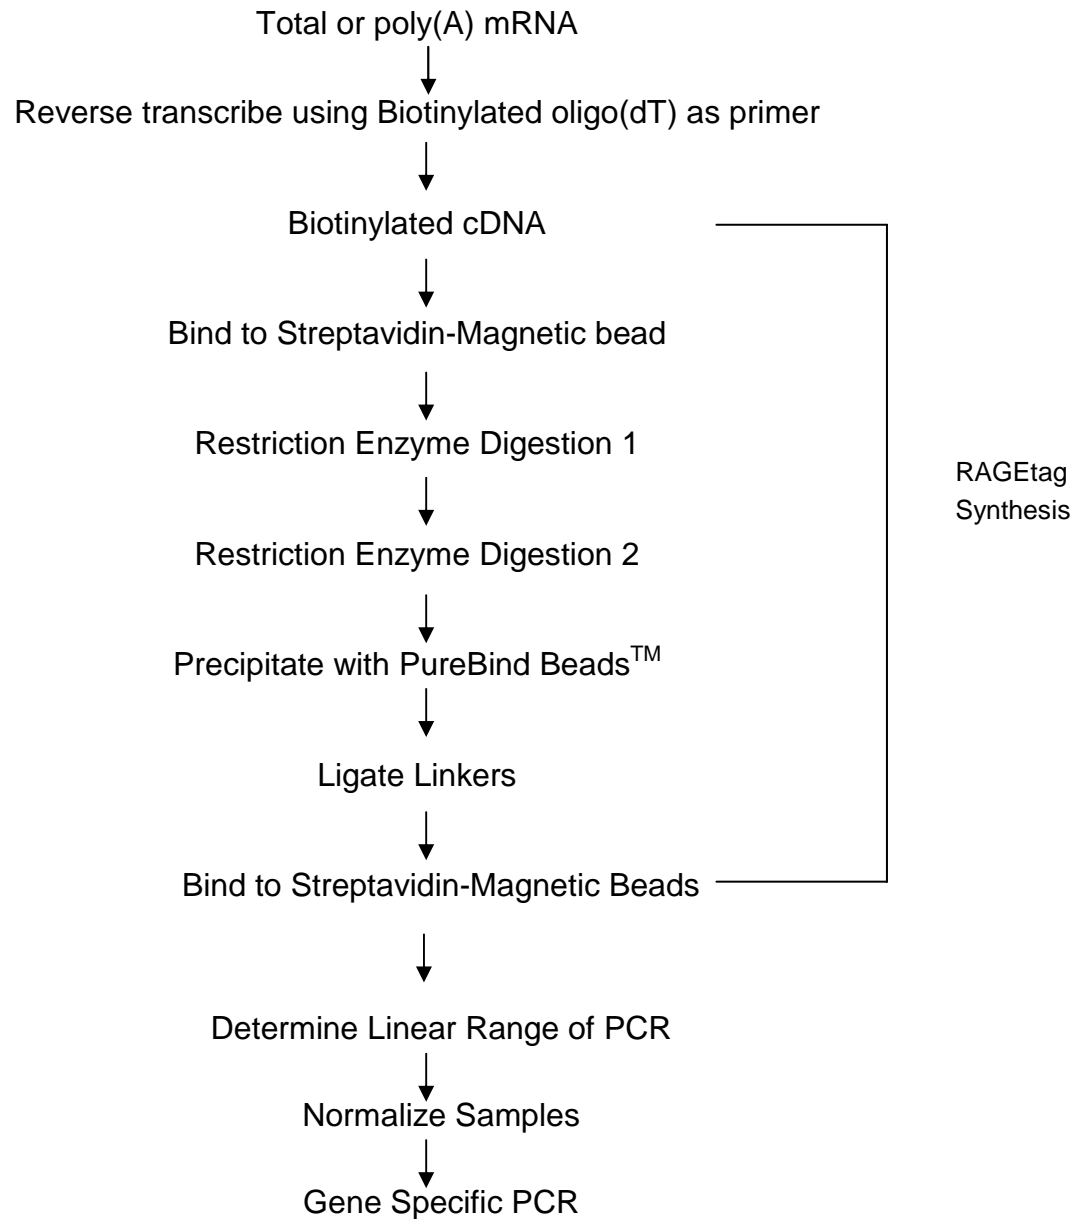 Total or poly(A) mRNA
Reverse transcribe using Biotinylated oligo(dT) as primer
Biotinylated cDNA
Bind to Streptavidin-Magnetic bead
Restriction Enzyme Digestion 1
RAGEtag
Synthesis
Restriction Enzyme Digestion 2
Precipitate with PureBind Beads™
Ligate Linkers
Bind to Streptavidin-Magnetic Beads
Determine Linear Range of PCR
Normalize Samples
Gene Specific PCR